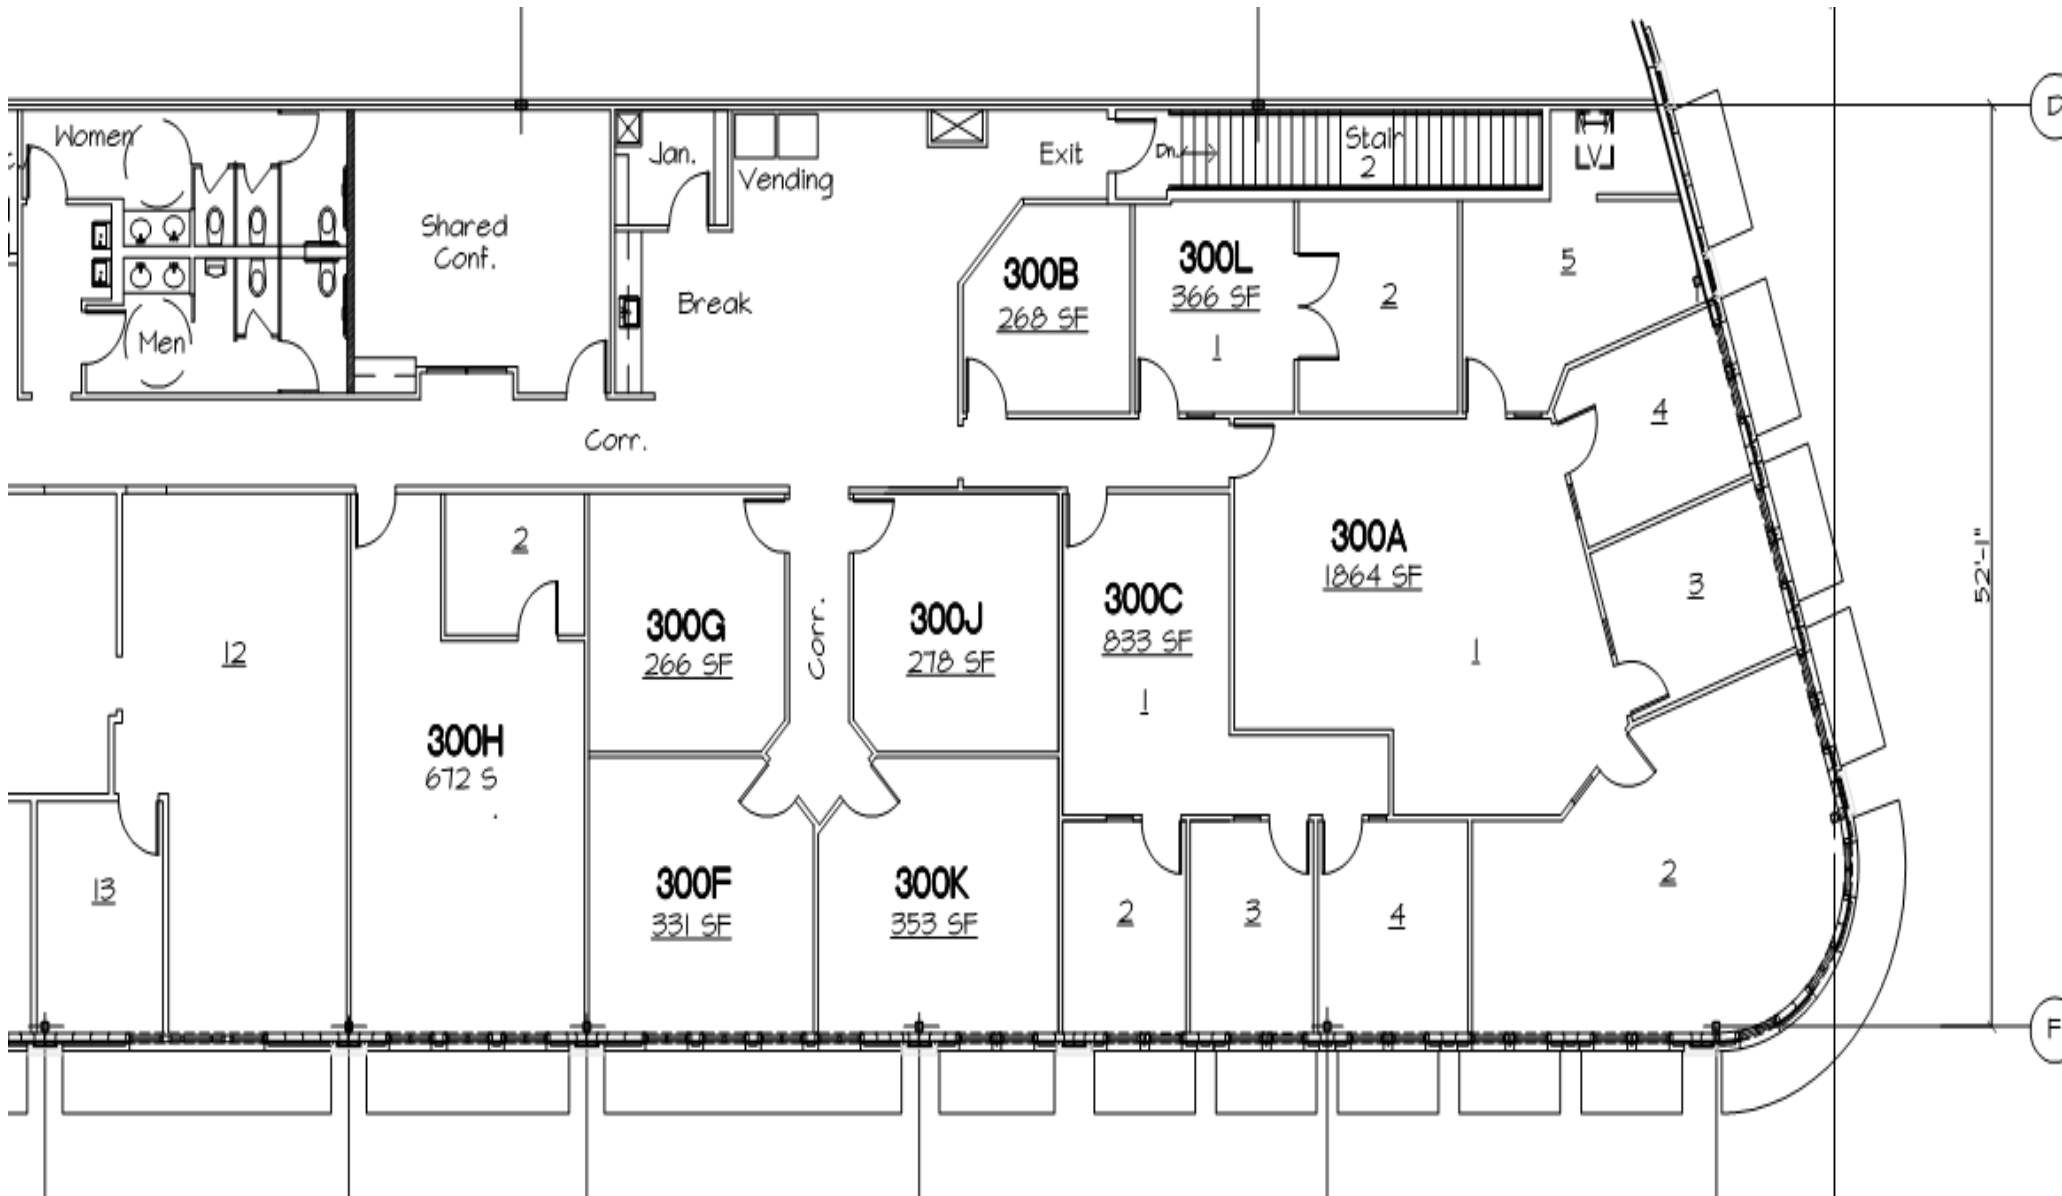 D
Women
Jan.
Vending
Exit
Dn.
Stair
2
Shared
Conf.
Break
Men
300B
268 SF
300L
366 SF
1
2
5
4
Corr.
3
2
12
13
300H
672 S
300G
266 SF
Corr.
300J
278 SF
300C
833 SF
1
300A
1864 SF
1
52'-1"
300F
331 SF
300K
353 SF
2
3
4
2
F